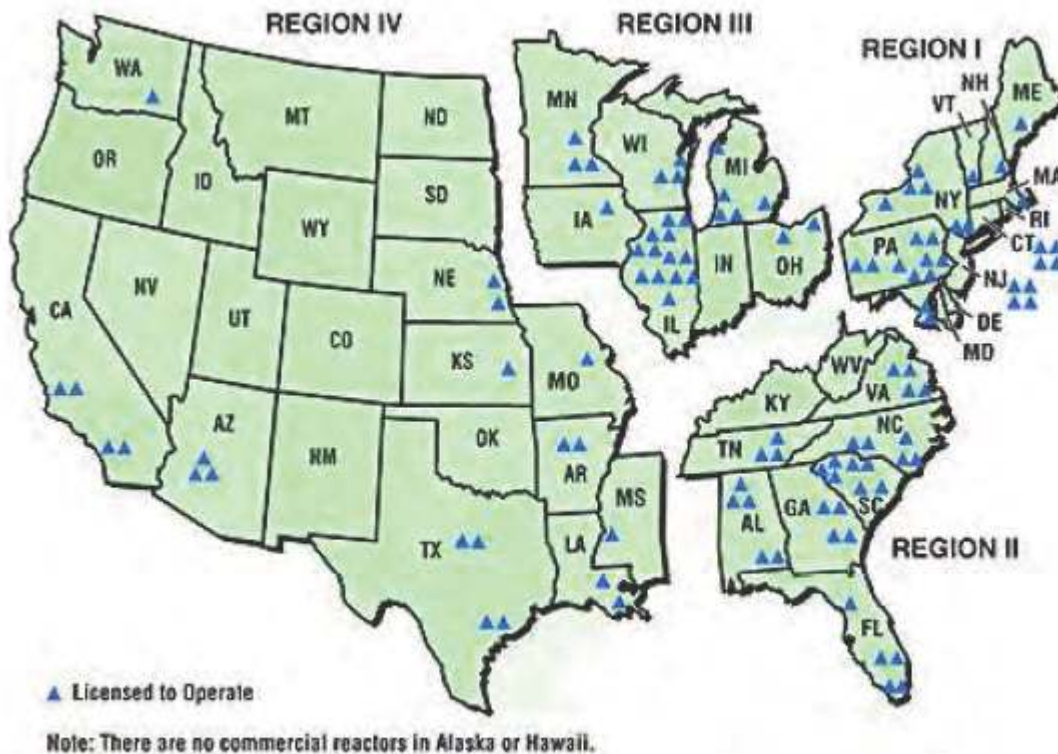 REGION IV
REGION III
REGION I
WA
MT
ND
OR
ID
SD
WY
NE
NV
CA
UT
CO
KS
MO
AZ
NM
OK
AR
MS
TX
LA
MN
WI
MI
IA
IL
IN
OH
NH
VT
ME
MA
NY
RI
CT
PA
NJ
DE
MD
WV
VA
KY
NC
TN
SC
AL
GA
REGION II
FL
Licensed to Operate
Note: There are no commercial reactors in Alaska or Hawaii.